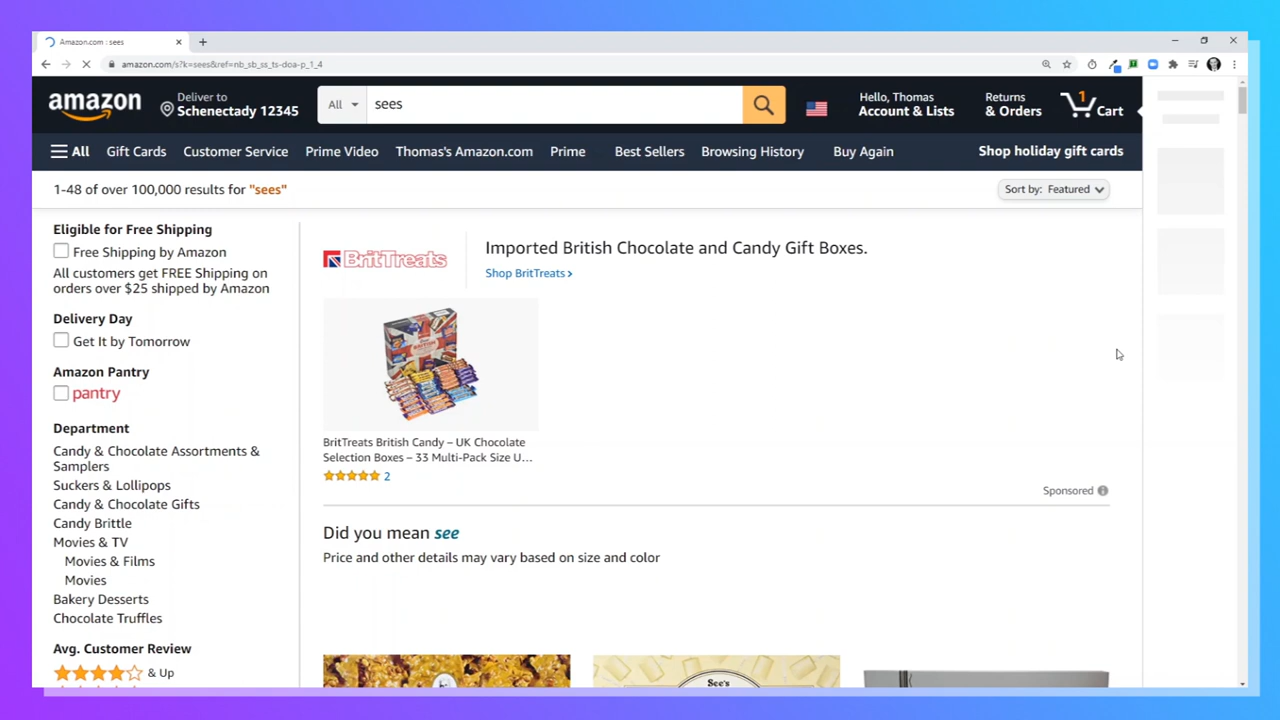 Amazon.com : sees
amazon.com/s?k=sees&ref=nb_sb_ss_ts-doa-p_1_4
amazon
Deliver to
Schenectady 12345
All
sees
Hello, Thomas
Account & Lists
Returns
& Orders
1
Cart
All
Gift Cards
Customer Service
Prime Video
Thomas's Amazon.com
Prime
Best Sellers
Browsing History
Buy Again
Shop holiday gift cards
1-48 of over 100,000 results for "sees"
Sort by: Featured
Eligible for Free Shipping
Free Shipping by Amazon
All customers get FREE Shipping on
orders over $25 shipped by Amazon
Delivery Day
Get It by Tomorrow
Amazon Pantry
pantry
Department
Candy & Chocolate Assortments &
Samplers
Suckers & Lollipops
Candy & Chocolate Gifts
Candy Brittle
Movies & TV
Movies & Films
Movies
Bakery Desserts
Chocolate Truffles
Avg. Customer Review
& Up
BritTreats
Imported British Chocolate and Candy Gift Boxes.
Shop BritTreats ›
BritTreats British Candy – UK Chocolate
Selection Boxes – 33 Multi-Pack Size U...
2
Sponsored
Did you mean see
Price and other details may vary based on size and color
See's